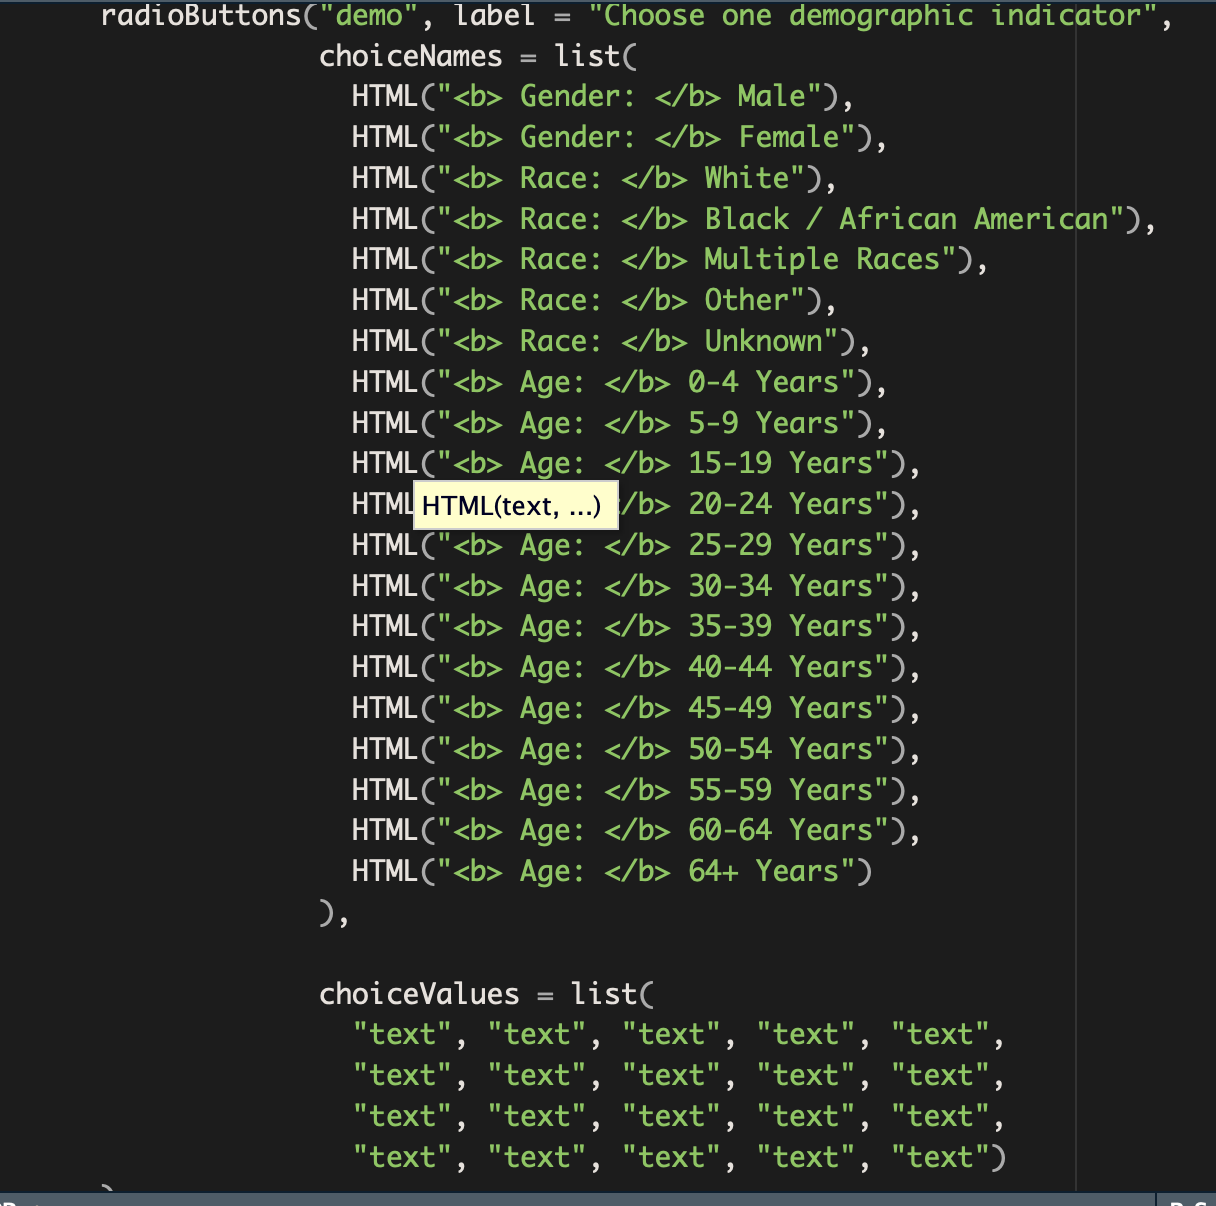 radioButtons("demo", label = "Choose one demographic indicator",
choiceNames = list(
HTML("<b> Gender: </b> Male"),
HTML("<b> Gender: </b> Female"),
HTML("<b> Race: </b> White"),
HTML("<b> Race: </b> Black / African American"),
HTML("<b> Race: </b> Multiple Races"),
HTML("<b> Race: </b> Other"),
HTML("<b> Race: </b> Unknown"),
HTML("<b> Age: </b> 0-4 Years"),
HTML("<b> Age: </b> 5-9 Years"),
HTML("<b> Age: </b> 15-19 Years"),
HTML /b> 20-24 Years"),
HTML(text, ...)
HTML("<b> Age: </b> 25-29 Years"),
HTML("<b> Age: </b> 30-34 Years"),
HTML("<b> Age: </b> 35-39 Years"),
HTML("<b> Age: </b> 40-44 Years"),
HTML("<b> Age: </b> 45-49 Years"),
HTML("<b> Age: </b> 50-54 Years"),
HTML("<b> Age: </b> 55-59 Years"),
HTML("<b> Age: </b> 60-64 Years"),
HTML("<b> Age: </b> 64+ Years")
),
choiceValues = list(
"text", "text", "text", "text", "text",
"text", "text", "text", "text", "text",
"text", "text", "text", "text", "text",
"text", "text", "text", "text", "text")
)